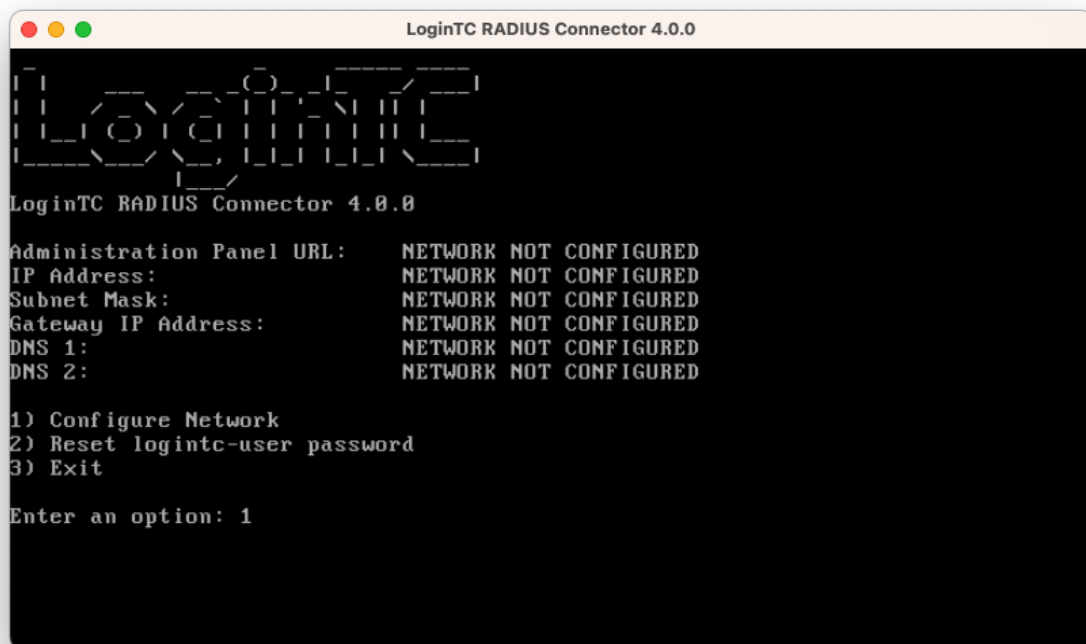 LoginTC RADIUS Connector 4.0.0
LoginTC
LoginTC RADIUS Connector 4.0.0
Administration Panel URL: NETWORK NOT CONFIGURED
IP Address: NETWORK NOT CONFIGURED
Subnet Mask: NETWORK NOT CONFIGURED
Gateway IP Address: NETWORK NOT CONFIGURED
DNS 1: NETWORK NOT CONFIGURED
DNS 2: NETWORK NOT CONFIGURED
1) Configure Network
2) Reset logintc-user password
3) Exit
Enter an option: 1